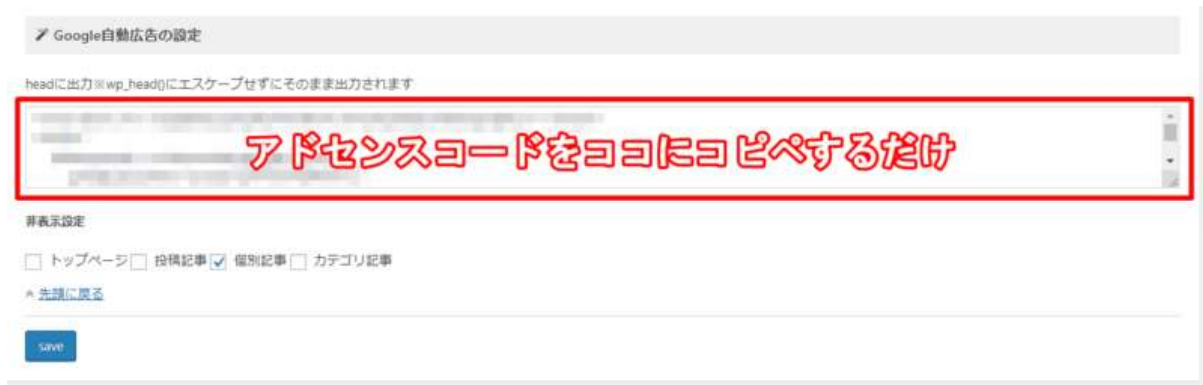 Google自動広告の設定
headに出力※wp_head()にエスケープせずにそのまま出力されます
アドセンスコードをココにコピペするだけ
非表示設定
トップページ 投稿記事 個別記事 カテゴリ記事
先頭に戻る
save